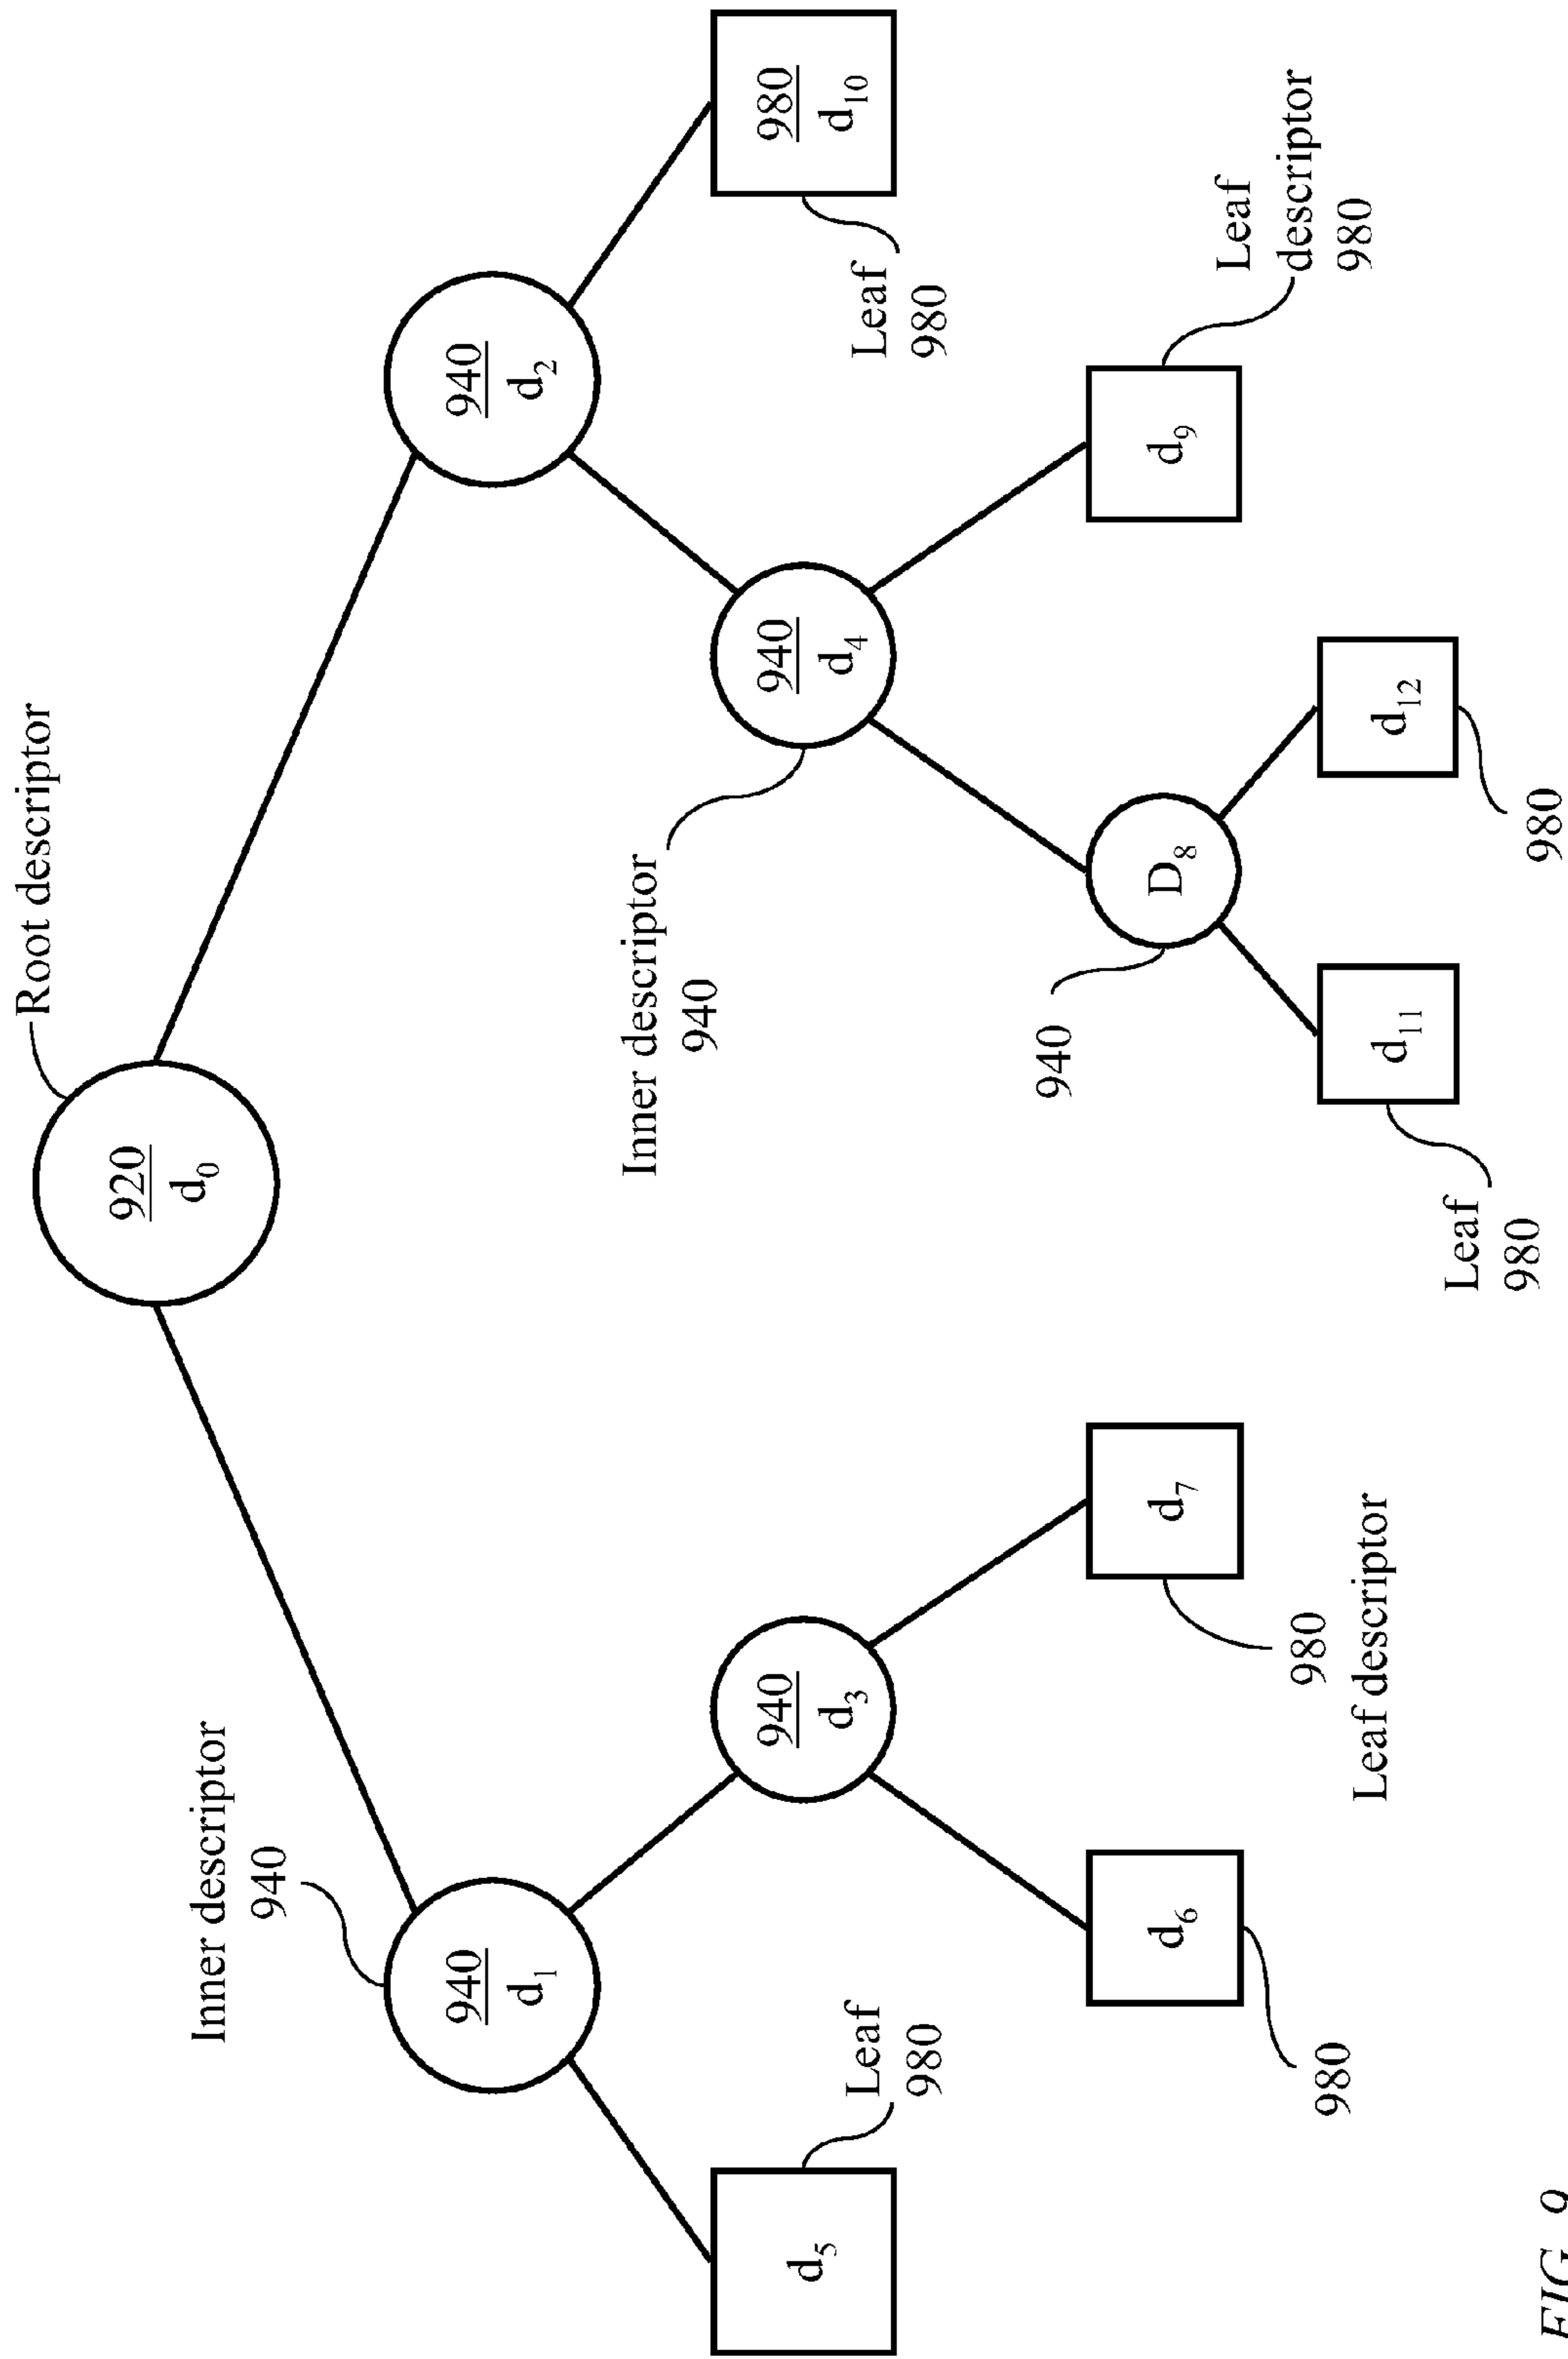 Root descriptor
920
d₀
Inner descriptor
940
940
d₁
940
d₂
Inner descriptor
940
d₅
Leaf
980
940
d₃
940
d₄
980
d₁₀
Leaf
980
d₆
980
d₇
980
Leaf descriptor
940
D₈
d₉
Leaf
descriptor
980
d₁₁
Leaf
980
d₁₂
980
FIG. 9